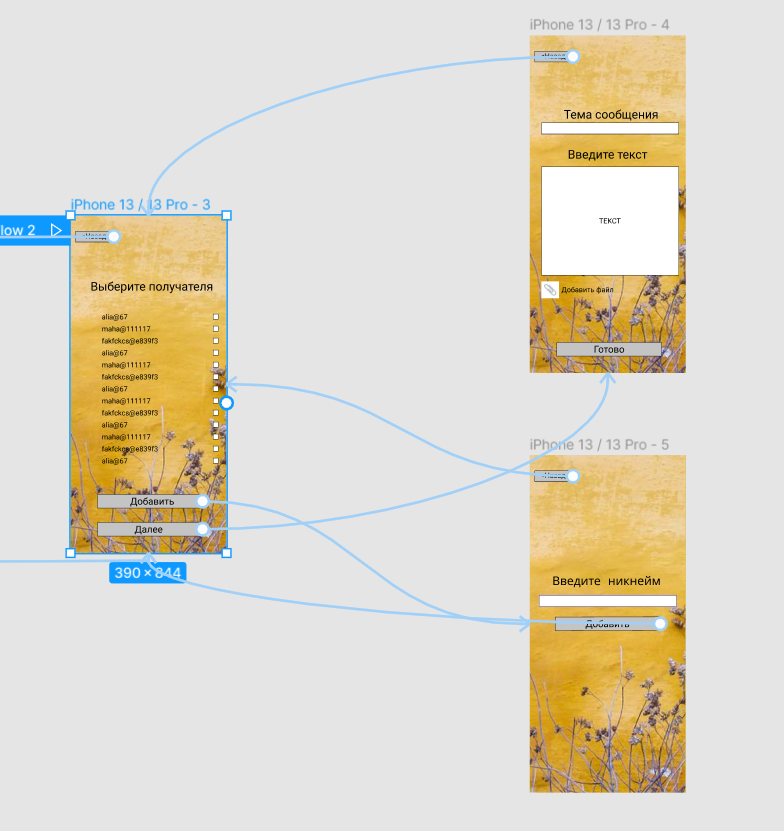 iPhone 13 / 13 Pro - 4
Тема сообщения
Введите текст
ТЕКСТ
Добавить файл
Готово
iPhone 13 / 13 Pro - 3
low 2
Выберите получателя
alia@67
maha@111117
fakfckcs@e839f3
alia@67
maha@111117
fakfckcs@e839f3
alia@67
maha@111117
fakfckcs@e839f3
alia@67
maha@111117
fakfckcs@e839f3
alia@67
Добавить
Далее
390 × 844
iPhone 13 / 13 Pro - 5
Введите никнейм
Добавить